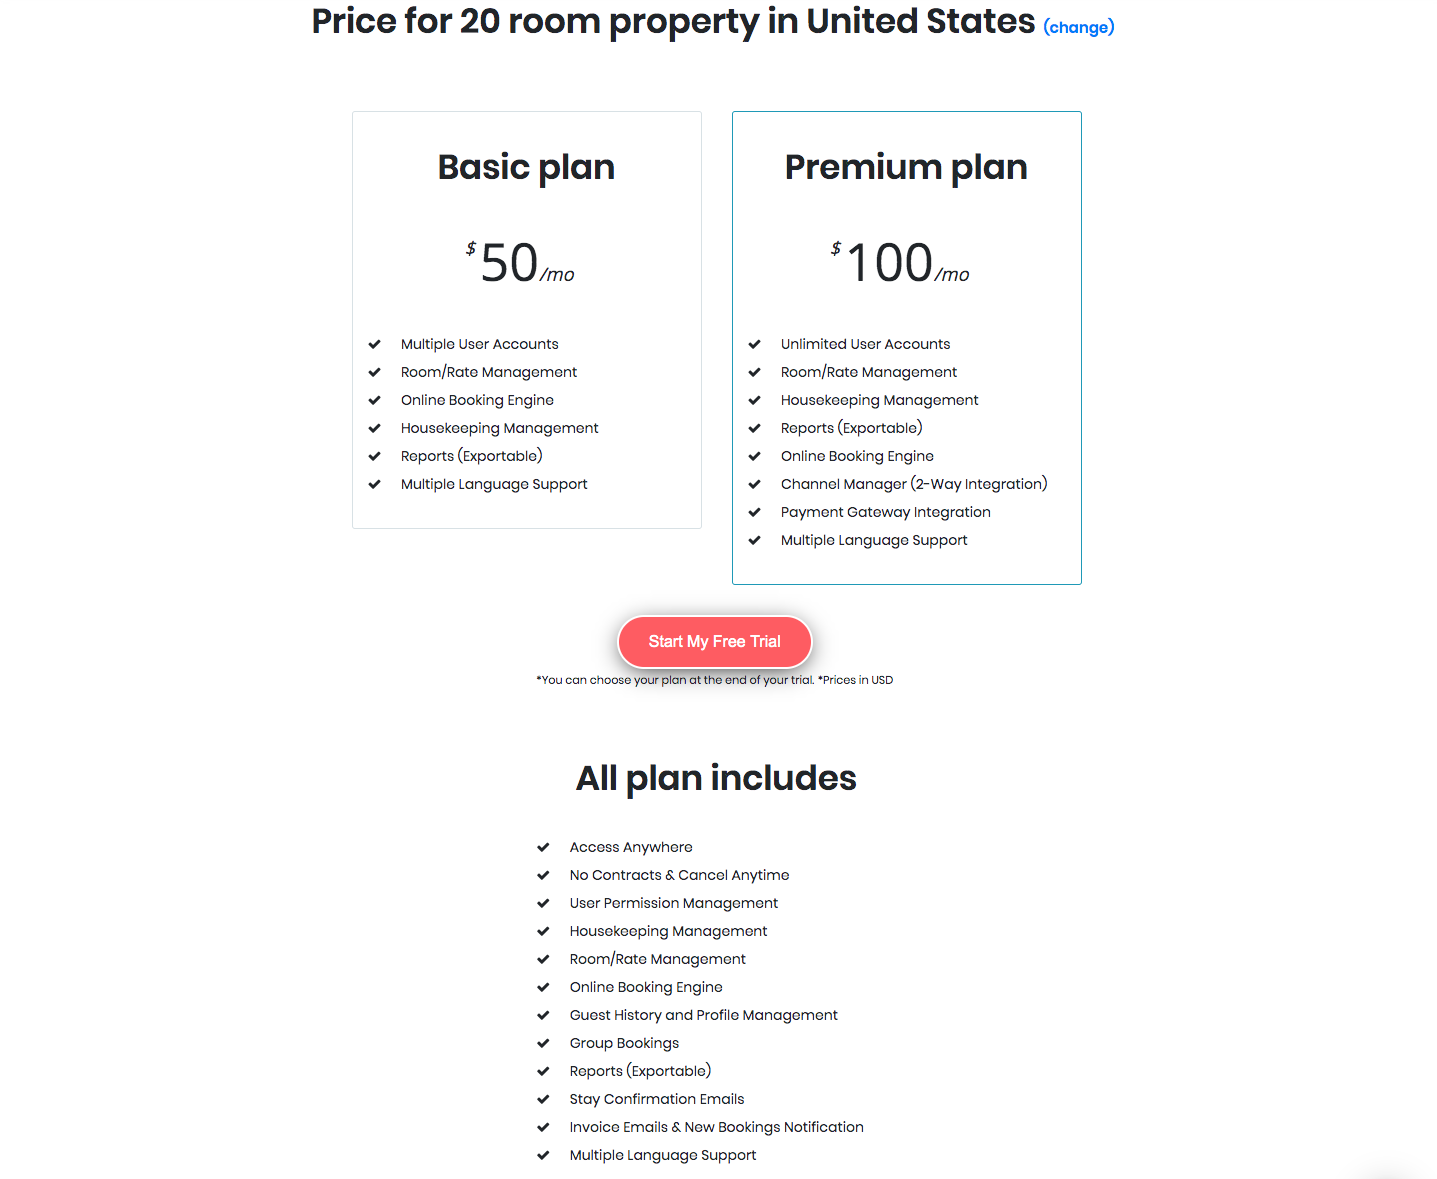 Price for 20 room property in United States (change)
Basic plan
$50/mo
Multiple User Accounts
Room/Rate Management
Online Booking Engine
Housekeeping Management
Reports (Exportable)
Multiple Language Support
Premium plan
$100/mo
Unlimited User Accounts
Room/Rate Management
Housekeeping Management
Reports (Exportable)
Online Booking Engine
Channel Manager (2-Way Integration)
Payment Gateway Integration
Multiple Language Support
Start My Free Trial
*You can choose your plan at the end of your trial. *Prices in USD
All plan includes
Access Anywhere
No Contracts & Cancel Anytime
User Permission Management
Housekeeping Management
Room/Rate Management
Online Booking Engine
Guest History and Profile Management
Group Bookings
Reports (Exportable)
Stay Confirmation Emails
Invoice Emails & New Bookings Notification
Multiple Language Support